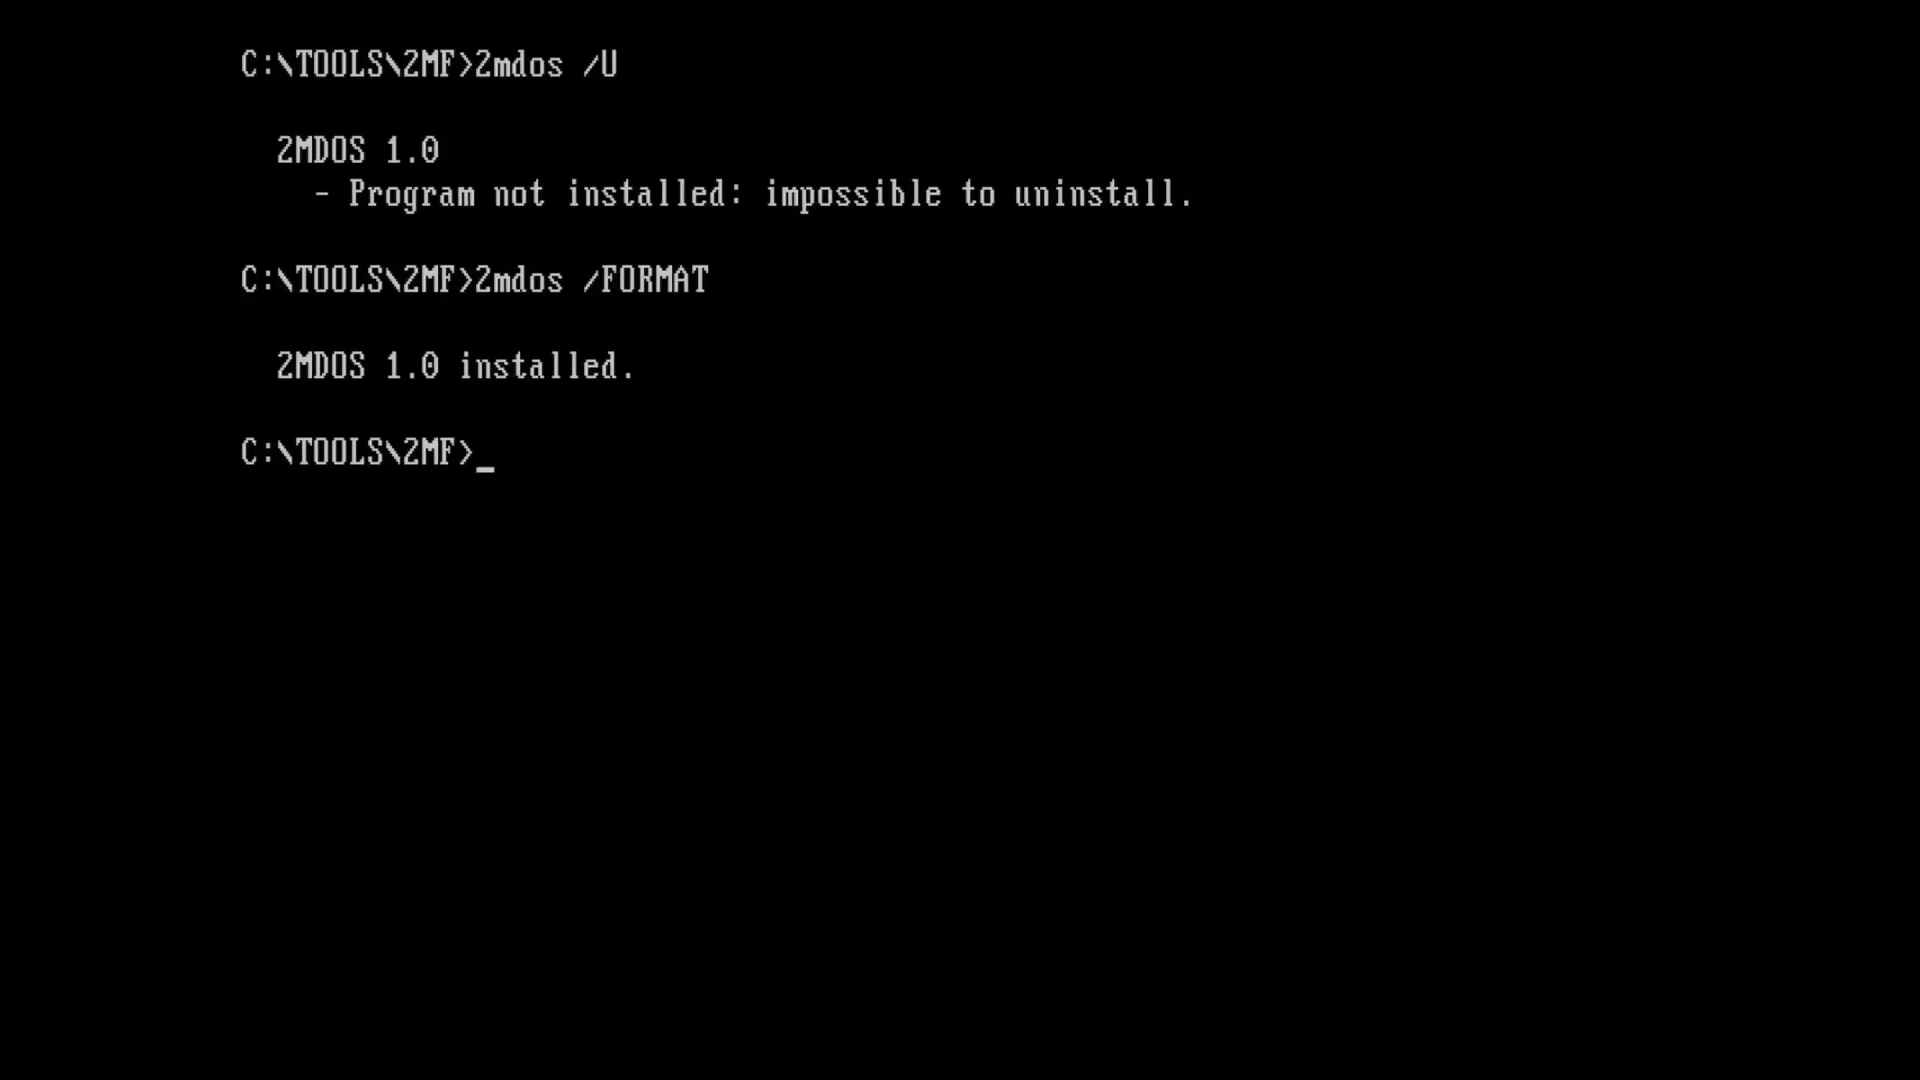 C:\TOOLS\2MF>2mdos /U
2MDOS 1.0
- Program not installed: impossible to uninstall.
C:\TOOLS\2MF>2mdos /FORMAT
2MDOS 1.0 installed.
C:\TOOLS\2MF>_